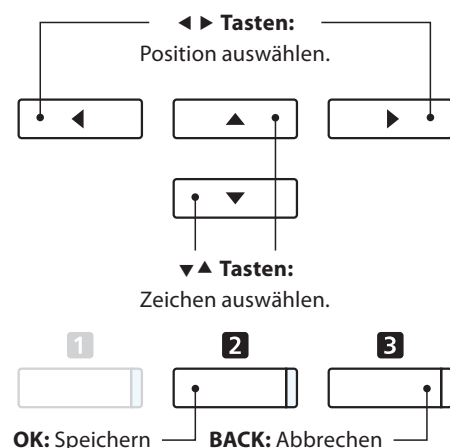 ◀ ▶ Tasten:
Position auswählen.
◀ ▲ ▶
▼
▼▲ Tasten:
Zeichen auswählen.
1 2 3
OK: Speichern BACK: Abbrechen